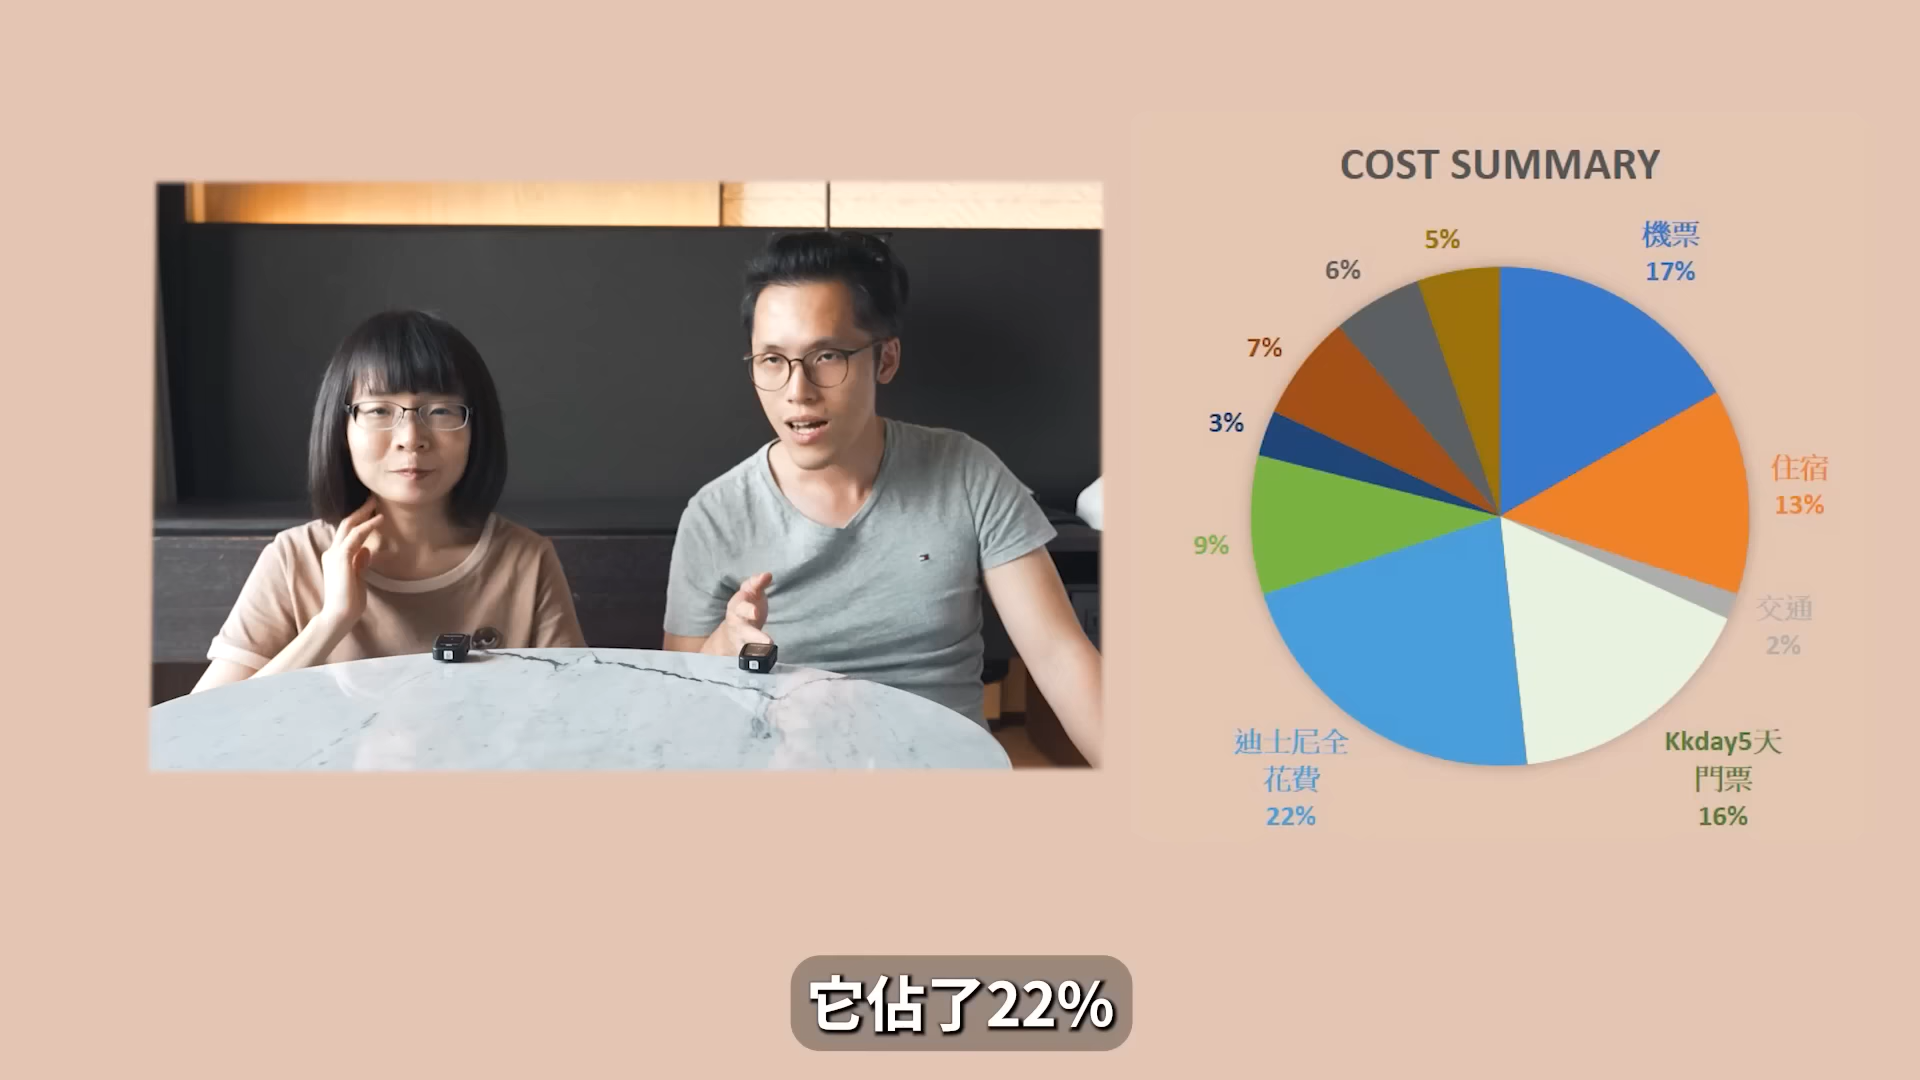 COST SUMMARY
機票
17%
住宿
13%
交通
2%
Kkday5天
門票
16%
迪士尼全
花費
22%
9%
3%
7%
6%
5%
它佔了22%